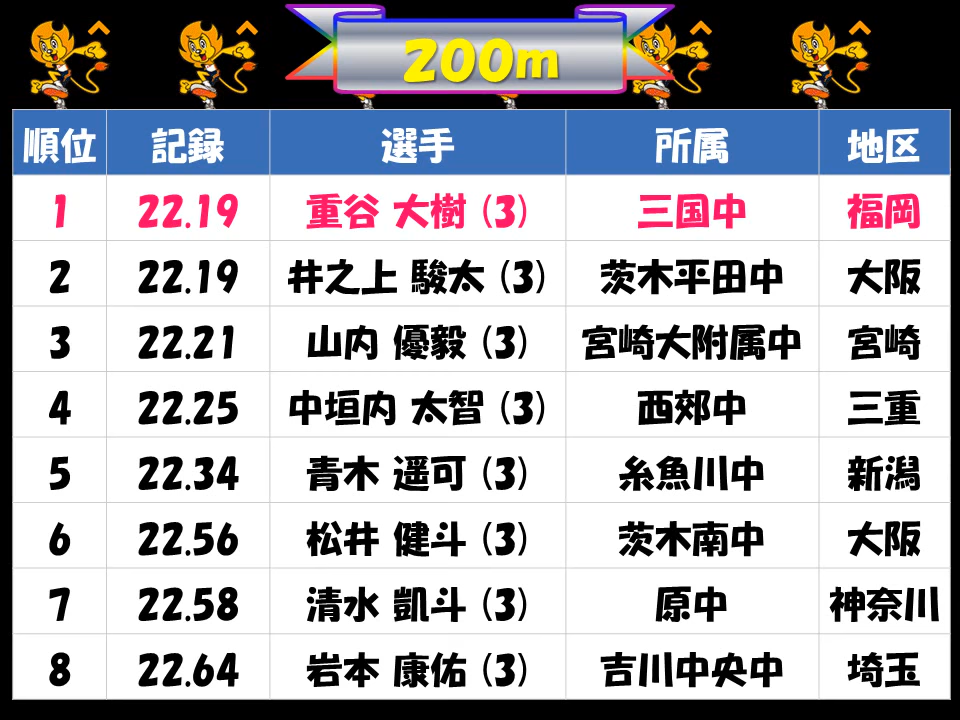 200m
順位 記録 選手 所属 地区
1 22.19 重谷 大樹 (3) 三国中 福岡
2 22.19 井之上 駿太 (3) 茨木平田中 大阪
3 22.21 山内 優毅 (3) 宮崎大附属中 宮崎
4 22.25 中垣内 太智 (3) 西郊中 三重
5 22.34 青木 遥可 (3) 糸魚川中 新潟
6 22.56 松井 健斗 (3) 茨木南中 大阪
7 22.58 清水 凱斗 (3) 原中 神奈川
8 22.64 岩本 康佑 (3) 吉川中央中 埼玉